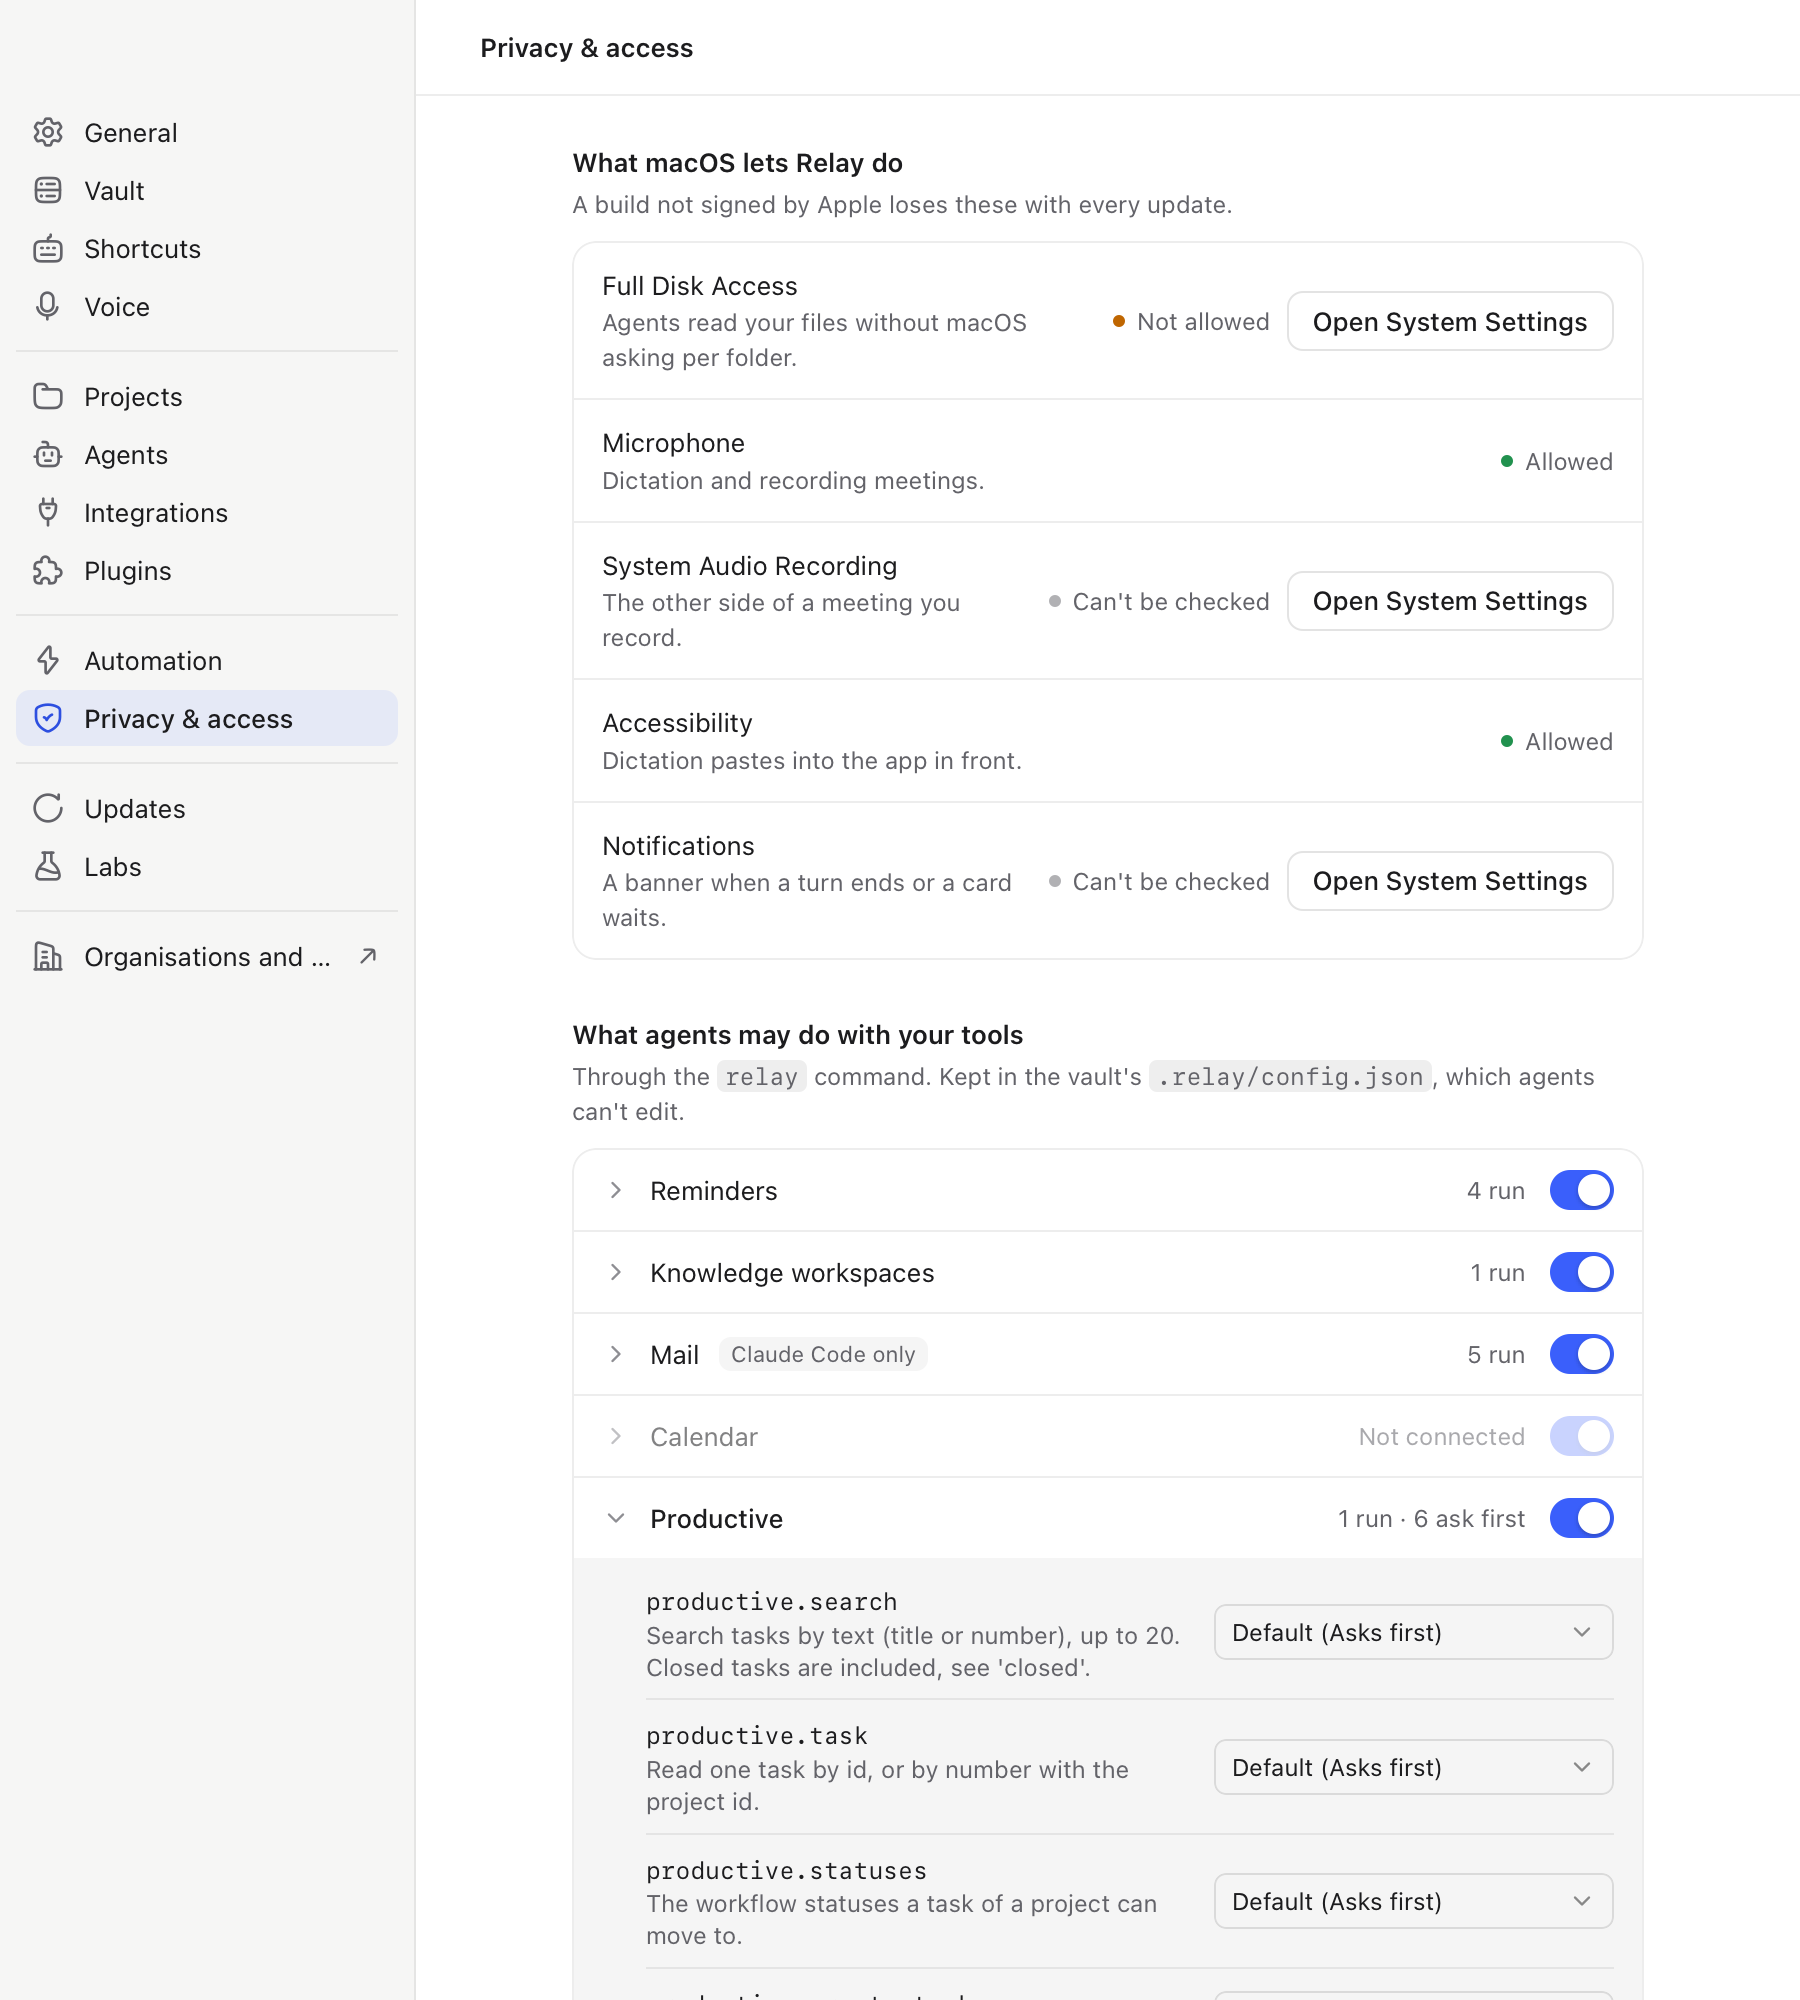 Privacy & access
General
Vault
Shortcuts
Voice
Projects
Agents
Integrations
Plugins
Automation
Privacy & access
Updates
Labs
Organisations and ...
What macOS lets Relay do
A build not signed by Apple loses these with every update.
Full Disk Access
Agents read your files without macOS
asking per folder.
Not allowed
Open System Settings
Microphone
Dictation and recording meetings.
Allowed
System Audio Recording
The other side of a meeting you
record.
Can't be checked
Open System Settings
Accessibility
Dictation pastes into the app in front.
Allowed
Notifications
A banner when a turn ends or a card
waits.
Can't be checked
Open System Settings
What agents may do with your tools
Through the relay command. Kept in the vault's .relay/config.json, which agents
can't edit.
Reminders
4 run
Knowledge workspaces
1 run
Mail Claude Code only
5 run
Calendar
Not connected
Productive
1 run · 6 ask first
productive.search
Search tasks by text (title or number), up to 20.
Closed tasks are included, see 'closed'.
Default (Asks first)
productive.task
Read one task by id, or by number with the
project id.
Default (Asks first)
productive.statuses
The workflow statuses a task of a project can
move to.
Default (Asks first)